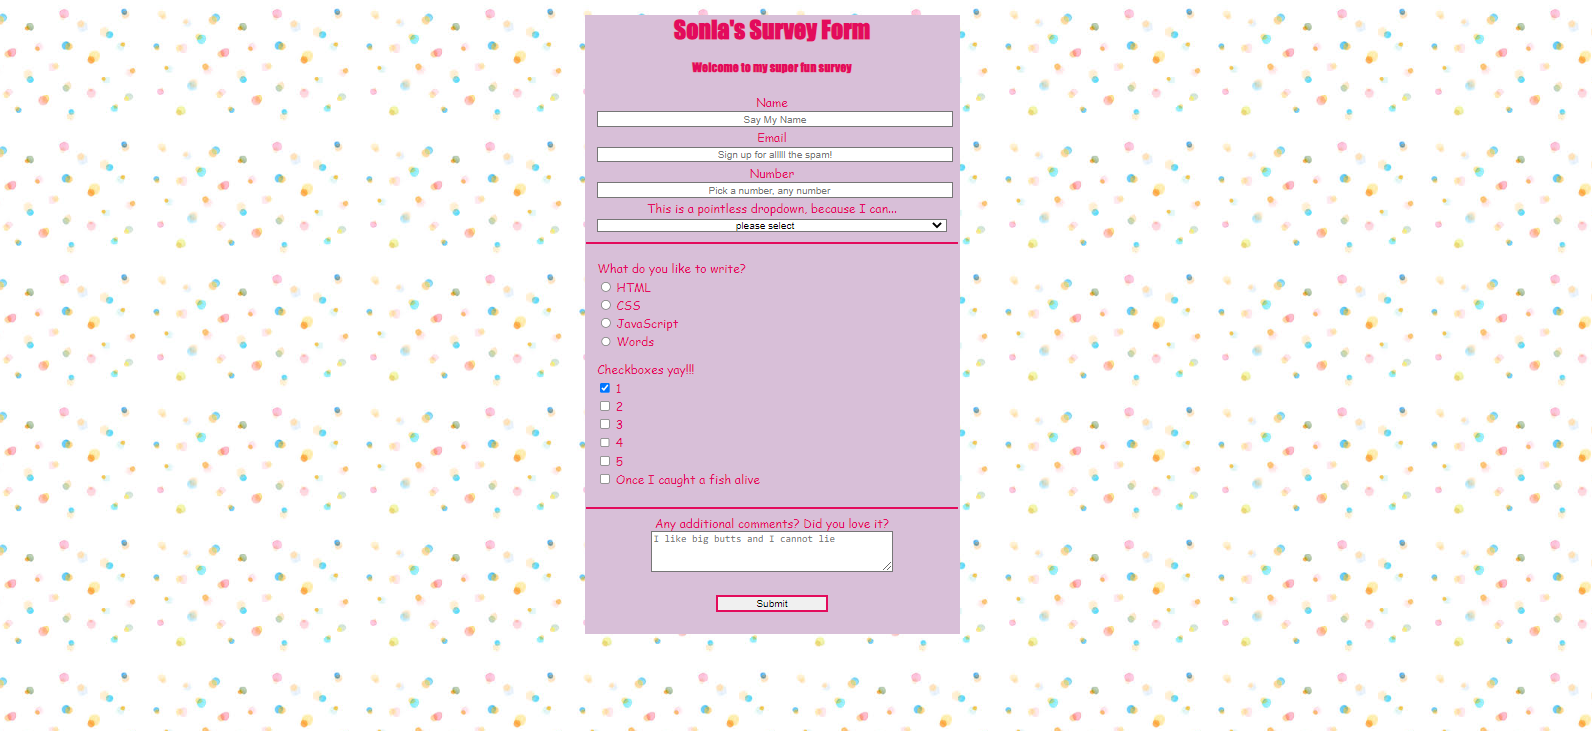 Sonia's Survey Form
Welcome to my super fun survey
Name
Say My Name
Email
Sign up for alllll the spam!
Number
Pick a number, any number
This is a pointless dropdown, because I can...
please select
What do you like to write?
HTML
CSS
JavaScript
Words
Checkboxes yay!!!
1
2
3
4
5
Once I caught a fish alive
Any additional comments? Did you love it?
I like big butts and I cannot lie
Submit